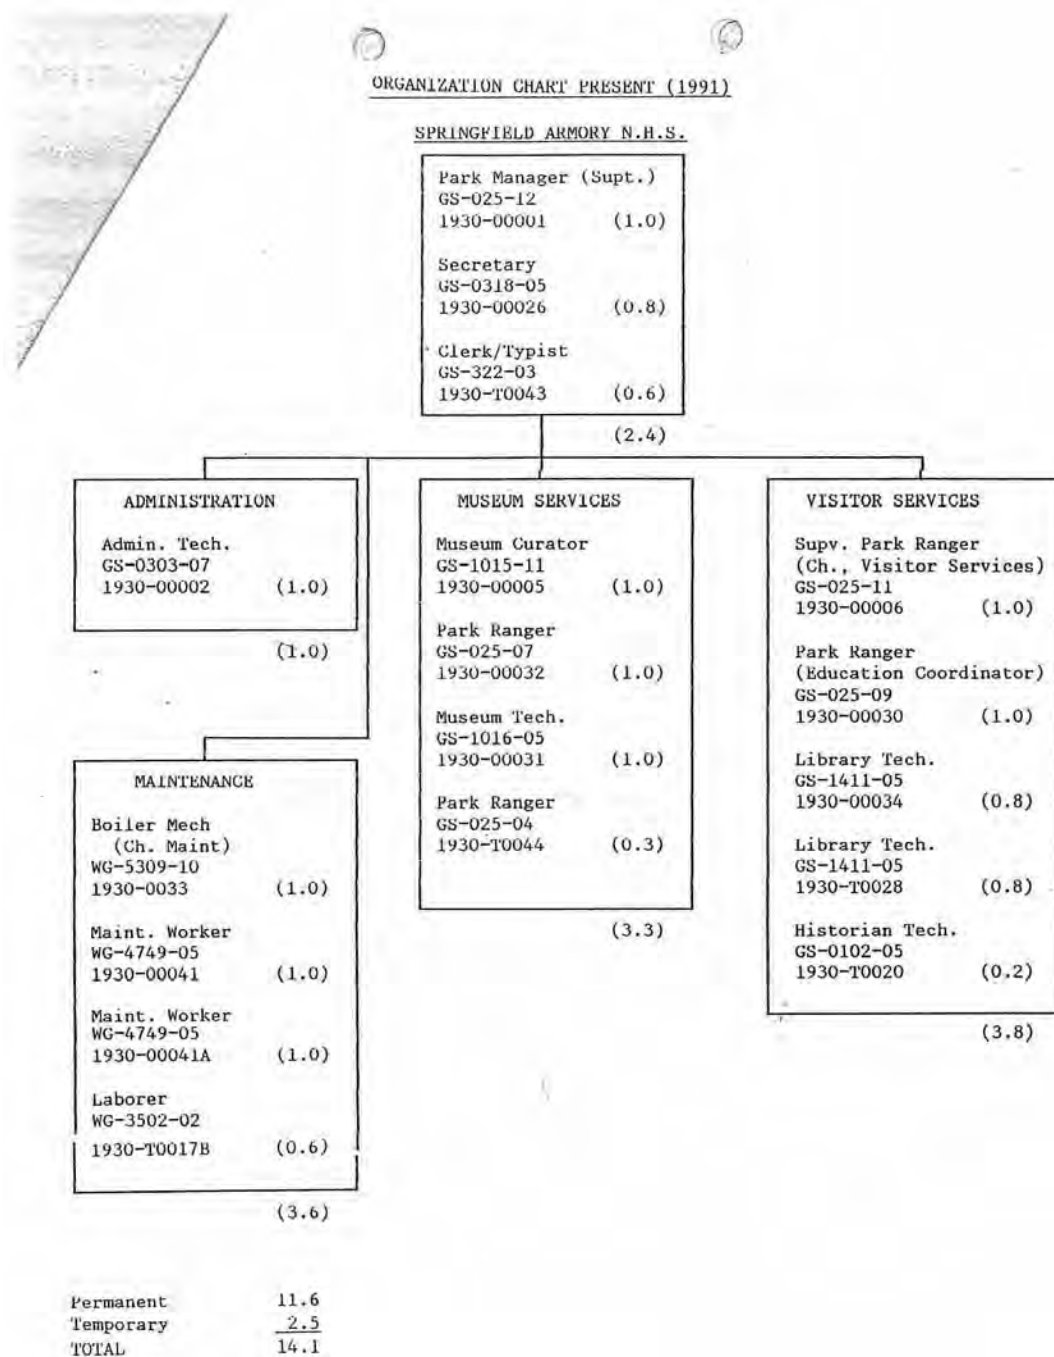 ORGANIZATION CHART PRESENT (1991)
SPRINGFIELD ARMORY N.H.S.
Park Manager (Supt.)
GS-025-12
1930-00001 (1.0)
Secretary
GS-0318-05
1930-00026 (0.8)
Clerk/Typist
GS-322-03
1930-T0043 (0.6)
(2.4)
ADMINISTRATION
Admin. Tech.
GS-0303-07
1930-00002 (1.0)
(1.0)
MAINTENANCE
Boiler Mech
(Ch. Maint)
WG-5309-10
1930-0033 (1.0)
Maint. Worker
WG-4749-05
1930-00041 (1.0)
Maint. Worker
WG-4749-05
1930-00041A (1.0)
Laborer
WG-3502-02
1930-T0017B (0.6)
(3.6)
MUSEUM SERVICES
Museum Curator
GS-1015-11
1930-00005 (1.0)
Park Ranger
GS-025-07
1930-00032 (1.0)
Museum Tech.
GS-1016-05
1930-00031 (1.0)
Park Ranger
GS-025-04
1930-T0044 (0.3)
(3.3)
VISITOR SERVICES
Supv. Park Ranger
(Ch., Visitor Services)
GS-025-11
1930-00006 (1.0)
Park Ranger
(Education Coordinator)
GS-025-09
1930-00030 (1.0)
Library Tech.
GS-1411-05
1930-00034 (0.8)
Library Tech.
GS-1411-05
1930-T0028 (0.8)
Historian Tech.
GS-0102-05
1930-T0020 (0.2)
(3.8)
Permanent 11.6
Temporary 2.5
TOTAL 14.1